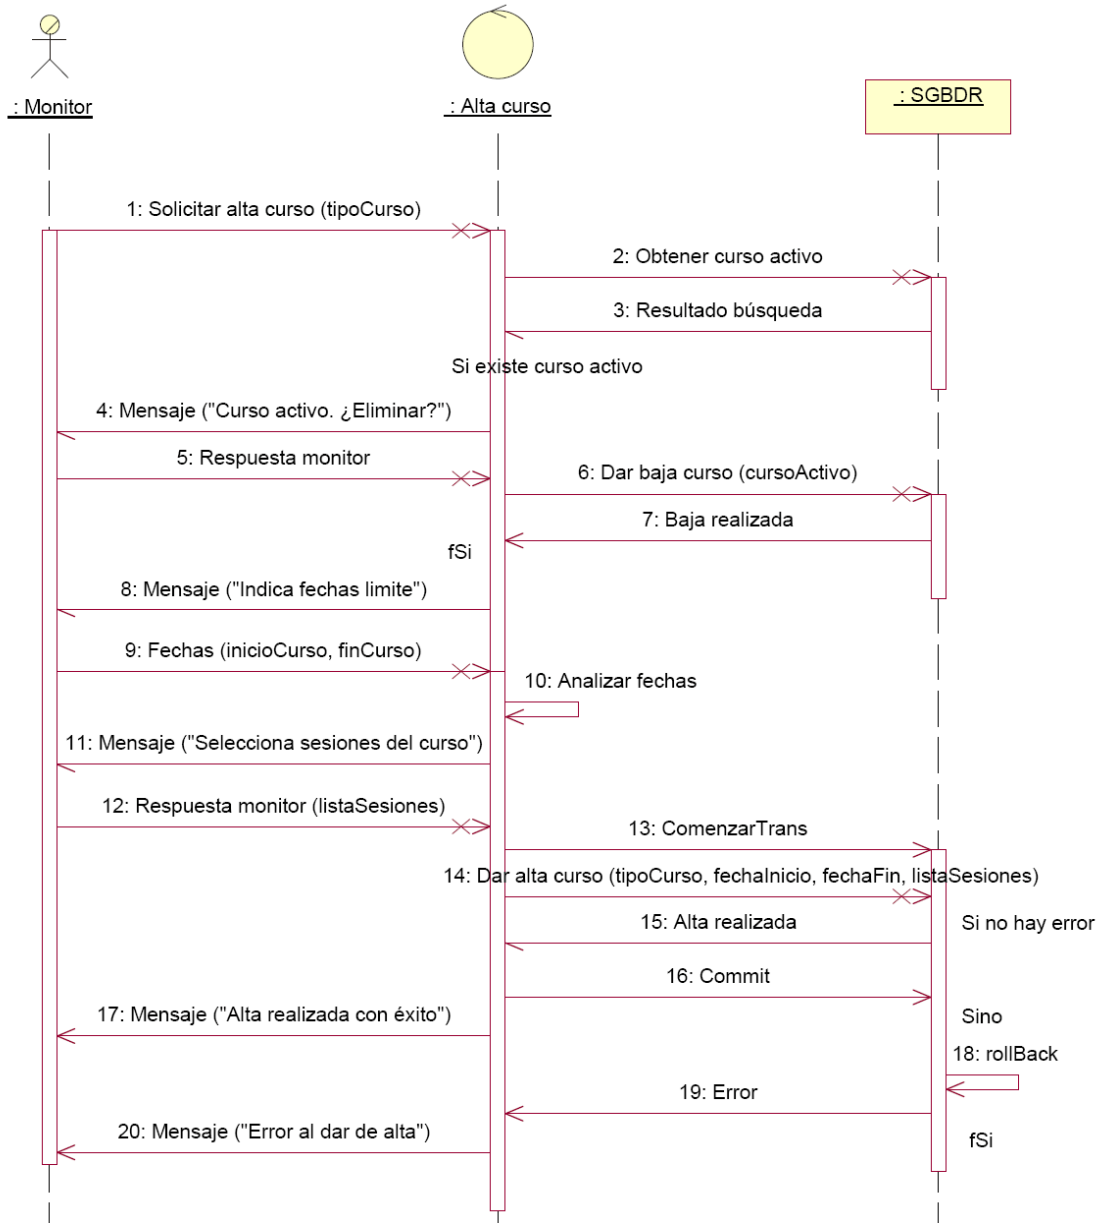 : Monitor
: Alta curso
: SGBDR
1: Solicitar alta curso (tipoCurso)
2: Obtener curso activo
3: Resultado búsqueda
Si existe curso activo
4: Mensaje ("Curso activo. ¿Eliminar?")
5: Respuesta monitor
6: Dar baja curso (cursoActivo)
7: Baja realizada
fSi
8: Mensaje ("Indica fechas limite")
9: Fechas (inicioCurso, finCurso)
10: Analizar fechas
11: Mensaje ("Selecciona sesiones del curso")
12: Respuesta monitor (listaSesiones)
13: ComenzarTrans
14: Dar alta curso (tipoCurso, fechaInicio, fechaFin, listaSesiones)
15: Alta realizada
Si no hay error
16: Commit
17: Mensaje ("Alta realizada con éxito")
Sino
18: rollBack
19: Error
20: Mensaje ("Error al dar de alta")
fSi